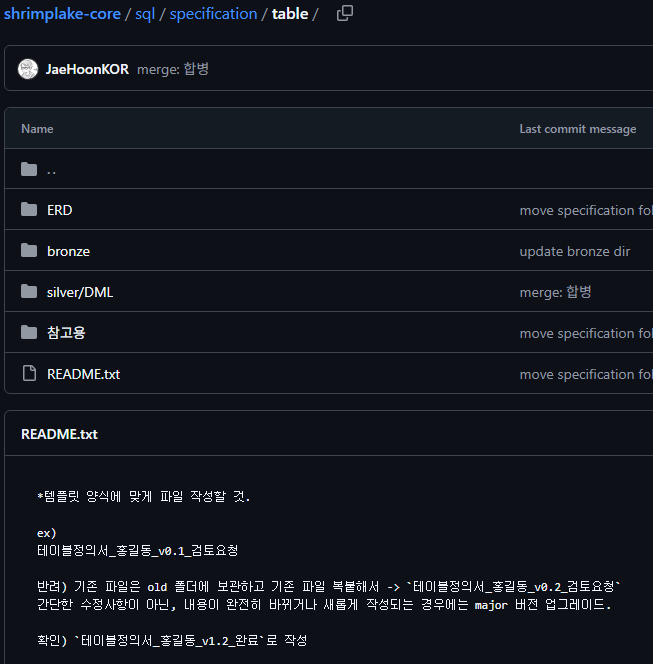 shrimplake-core / sql / specification / table /
JaeHoonKOR merge: 합병
Name Last commit message
..
ERD move specification fol
bronze update bronze dir
silver/DML merge: 합병
참고용 move specification fol
README.txt move specification fol
README.txt
*템플릿 양식에 맞게 파일 작성할 것.
ex)
테이블정의서_홍길동_v0.1_검토요청
반려) 기존 파일은 old 폴더에 보관하고 기존 파일 복붙해서 -> `테이블정의서_홍길동_v0.2_검토요청`
간단한 수정사항이 아닌, 내용이 완전히 바뀌거나 새롭게 작성되는 경우에는 major 버전 업그레이드.
확인) `테이블정의서_홍길동_v1.2_완료`로 작성